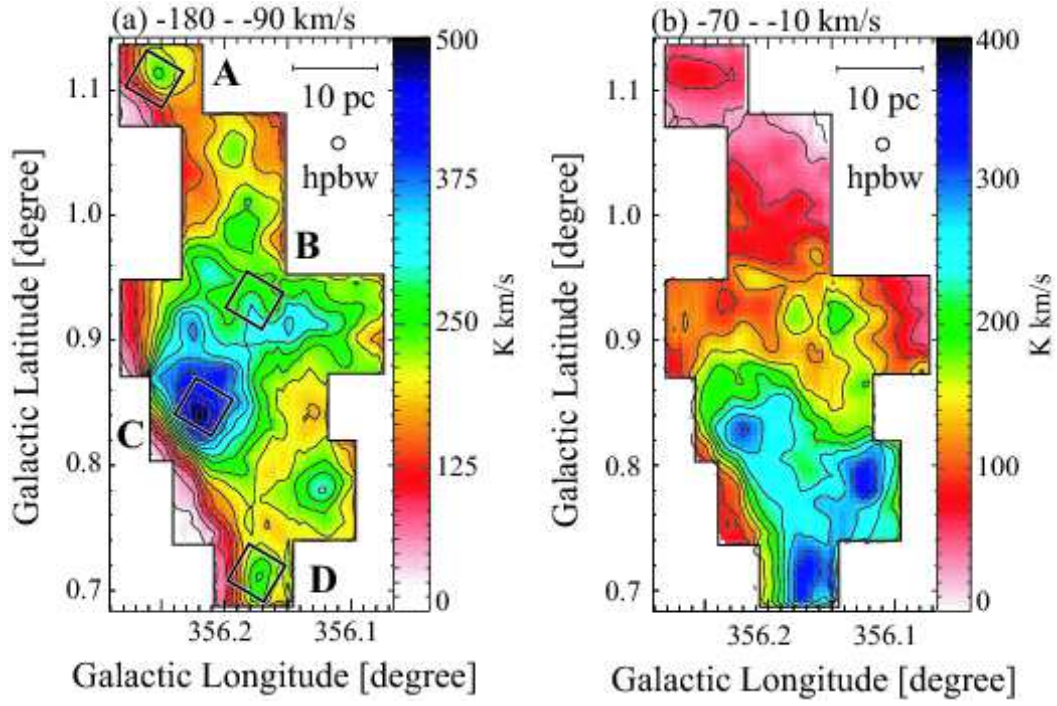 (a) -180 - -90 km/s
(b) -70 - -10 km/s
A
B
C
D
10 pc
hpbw
500
375
250
125
0
K km/s
1.1
1.0
0.9
0.8
0.7
Galactic Latitude [degree]
356.2
356.1
Galactic Longitude [degree]
10 pc
hpbw
400
300
200
100
0
K km/s
1.1
1.0
0.9
0.8
0.7
Galactic Latitude [degree]
356.2
356.1
Galactic Longitude [degree]